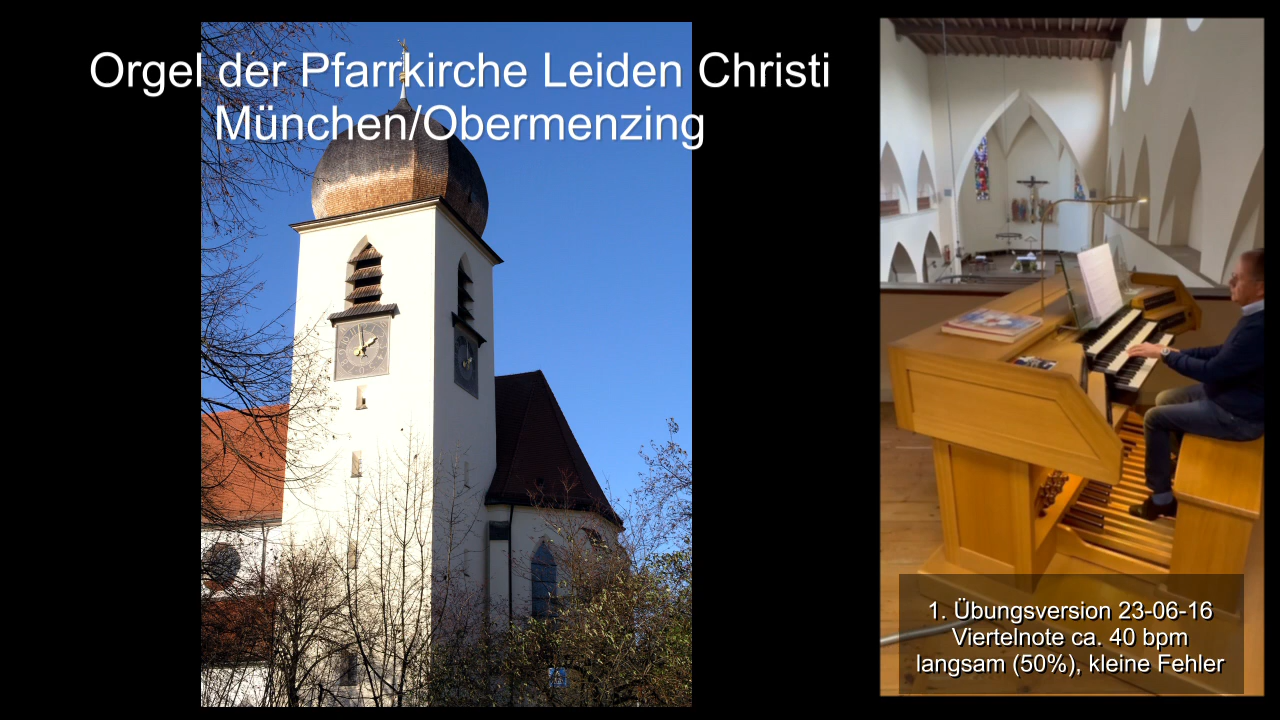 Orgel der Pfarrkirche Leiden Christi
München/Obermenzing
1. Übungsversion 23-06-16
Viertelnote ca. 40 bpm
langsam (50%), kleine Fehler